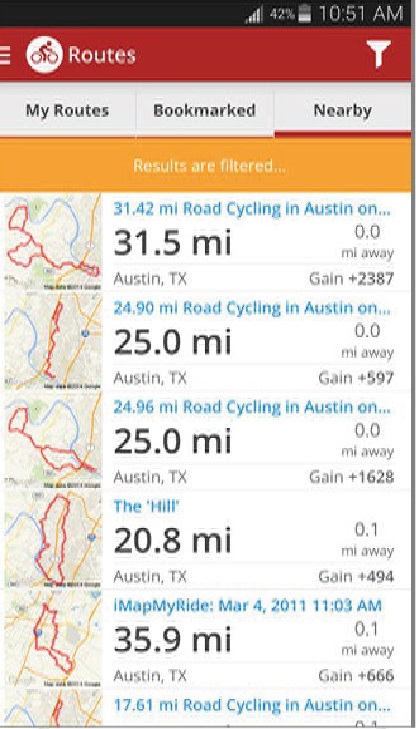 42% 10:51 AM
Routes
My Routes Bookmarked Nearby
Results are filtered...
31.42 mi Road Cycling in Austin on...
31.5 mi 0.0
mi away
Austin, TX Gain +2387
24.90 mi Road Cycling in Austin on...
25.0 mi 0.0
mi away
Austin, TX Gain +597
24.96 mi Road Cycling in Austin on...
25.0 mi 0.0
mi away
Austin, TX Gain +1628
The 'Hill'
20.8 mi 0.1
mi away
Austin, TX Gain +494
iMapMyRide: Mar 4, 2011 11:03 AM
35.9 mi 0.1
mi away
Austin, TX Gain +666
17.61 mi Road Cycling in Austin on...